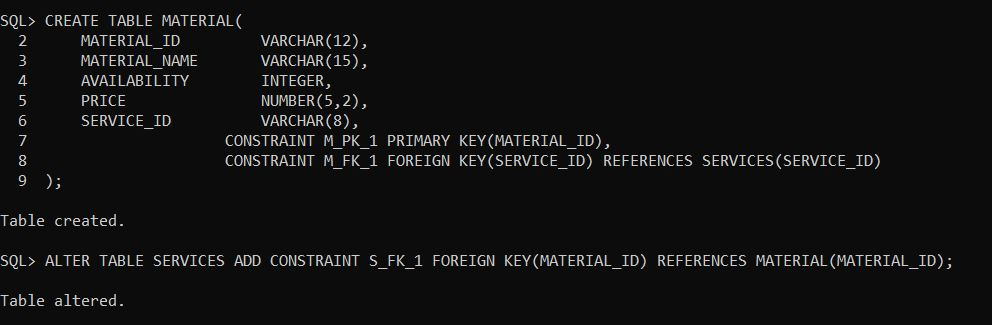 SQL> CREATE TABLE MATERIAL(
  2      MATERIAL_ID         VARCHAR(12),
  3      MATERIAL_NAME       VARCHAR(15),
  4      AVAILABILITY        INTEGER,
  5      PRICE               NUMBER(5,2),
  6      SERVICE_ID          VARCHAR(8),
  7                      CONSTRAINT M_PK_1 PRIMARY KEY(MATERIAL_ID),
  8                      CONSTRAINT M_FK_1 FOREIGN KEY(SERVICE_ID) REFERENCES SERVICES(SERVICE_ID)
  9  );
Table created.
SQL> ALTER TABLE SERVICES ADD CONSTRAINT S_FK_1 FOREIGN KEY(MATERIAL_ID) REFERENCES MATERIAL(MATERIAL_ID);
Table altered.